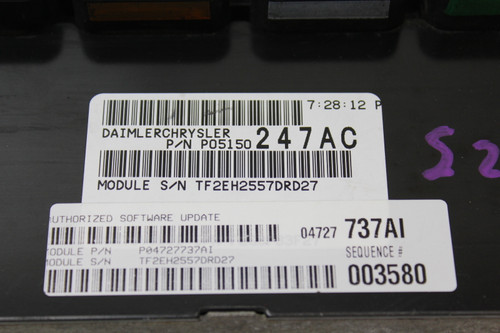 7:28:12 P
DAIMLERCHRYSLER
P/N P05150 247AC
MODULE S/N TF2EH2557DRD27
UTHORIZED SOFTWARE UPDATE
04727 737AI
SEQUENCE #
003580
ODULE P/N P04727737AI
ODULE S/N TF2EH2557DRD27
S2